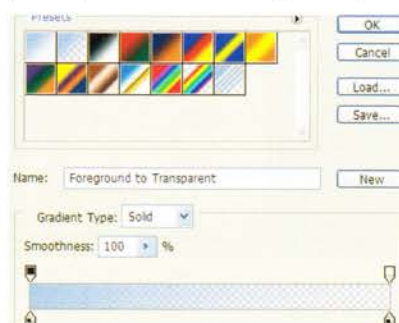 Presets
OK
Cancel
Load...
Save...
Name: Foreground to Transparent
New
Gradient Type: Solid
Smoothness: 100 %